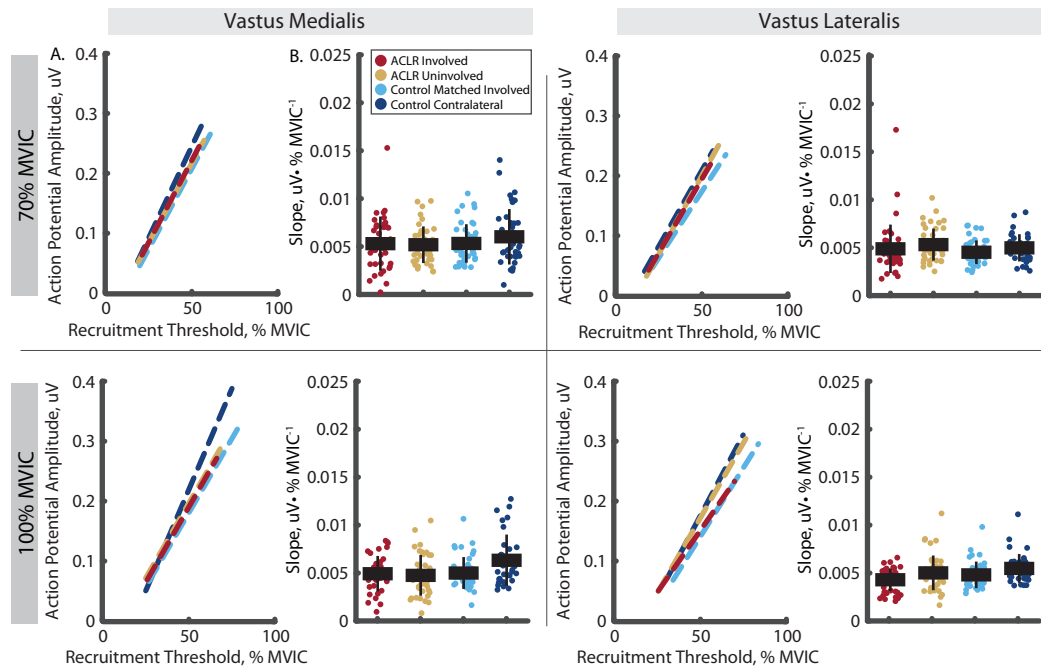 Vastus Medialis
Vastus Lateralis
70% MVIC
A.
Action Potential Amplitude, uV
0.4
0.3
0.2
0.1
0
0
50
100
Recruitment Threshold, % MVIC
B.
ACLR Involved
ACLR Uninvolved
Control Matched Involved
Control Contralateral
Slope, uV• % MVIC⁻¹
0.025
0.02
0.015
0.01
0.005
0
Action Potential Amplitude, uV
0.4
0.3
0.2
0.1
0
0
50
100
Recruitment Threshold, % MVIC
Slope, uV• % MVIC⁻¹
0.025
0.02
0.015
0.01
0.005
0
100% MVIC
Action Potential Amplitude, uV
0.4
0.3
0.2
0.1
0
0
50
100
Recruitment Threshold, % MVIC
Slope, uV• % MVIC⁻¹
0.025
0.02
0.015
0.01
0.005
0
Action Potential Amplitude, uV
0.4
0.3
0.2
0.1
0
0
50
100
Recruitment Threshold, % MVIC
Slope, uV• % MVIC⁻¹
0.025
0.02
0.015
0.01
0.005
0